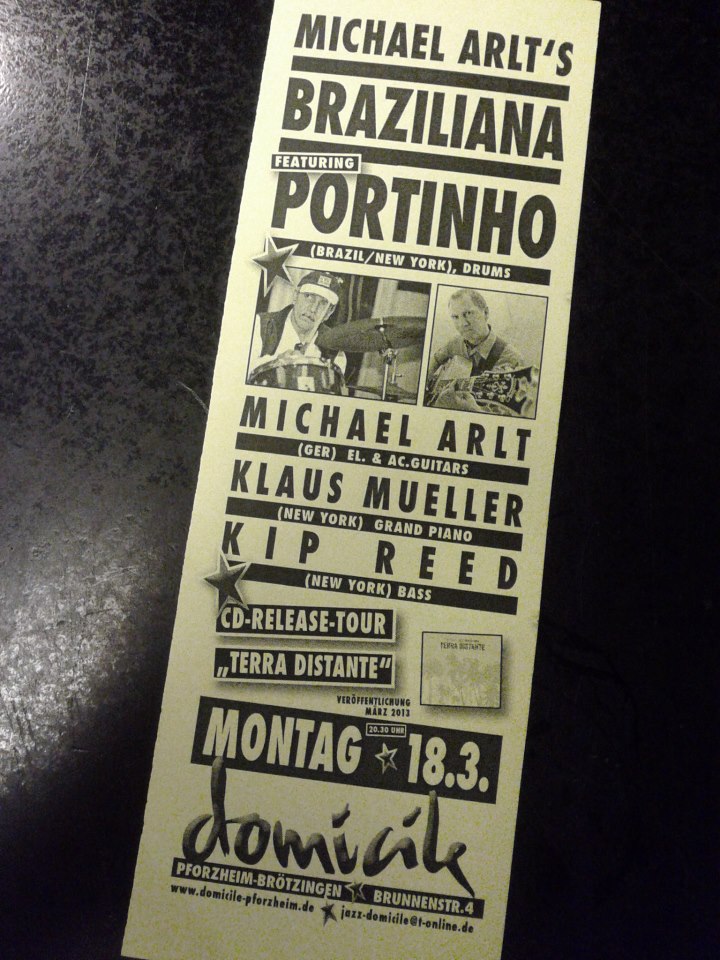 MICHAEL ARLT'S
BRAZILIANA
FEATURING
PORTINHO
(BRAZIL/NEW YORK), DRUMS
MICHAEL ARLT
(GER) EL. & AC.GUITARS
KLAUS MUELLER
(NEW YORK) GRAND PIANO
KIP REED
(NEW YORK) BASS
CD-RELEASE-TOUR
„TERRA DISTANTE“
TERRA DISTANTE
VERÖFFENTLICHUNG
MÄRZ 2013
20.30 UHR
MONTAG 18.3.
domicile
PFORZHEIM-BRÖTZINGEN BRUNNENSTR.4
www.domicile-pforzheim.de jazz-domicile@t-online.de